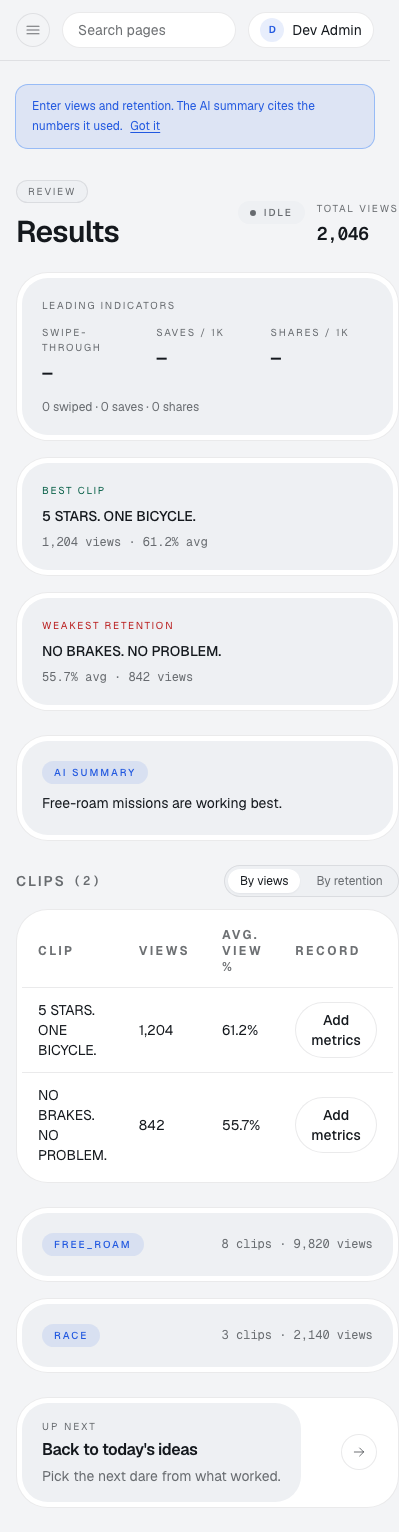 Search pages
D Dev Admin
Enter views and retention. The AI summary cites the
numbers it used. Got it
REVIEW
Results
IDLE
TOTAL VIEWS
2,046
LEADING INDICATORS
SWIPE-
THROUGH
–
SAVES / 1K
–
SHARES / 1K
–
0 swiped · 0 saves · 0 shares
BEST CLIP
5 STARS. ONE BICYCLE.
1,204 views · 61.2% avg
WEAKEST RETENTION
NO BRAKES. NO PROBLEM.
55.7% avg · 842 views
AI SUMMARY
Free-roam missions are working best.
CLIPS (2)
By views By retention
CLIP
VIEWS
AVG.
VIEW
%
RECORD
5 STARS.
ONE
BICYCLE.
1,204
61.2%
Add
metrics
NO
BRAKES.
NO
PROBLEM.
842
55.7%
Add
metrics
FREE_ROAM
8 clips · 9,820 views
RACE
3 clips · 2,140 views
UP NEXT
Back to today's ideas
Pick the next dare from what worked.